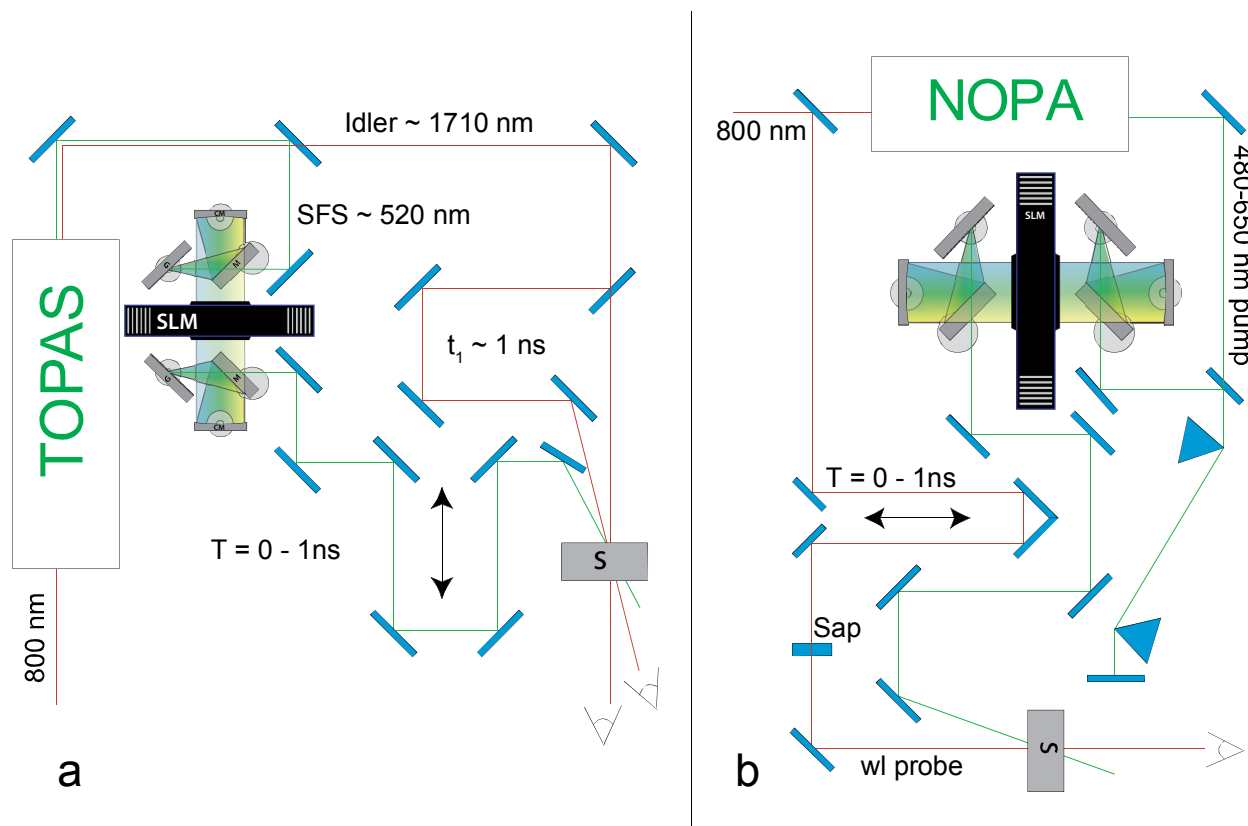 Idler ~ 1710 nm
SFS ~ 520 nm
TOPAS
CM
G
M
SLM
G
M
CM
t1 ~ 1 ns
T = 0 - 1ns
S
800 nm
a
NOPA
800 nm
480-650 nm pump
SLM
T = 0 - 1ns
Sap
S
wl probe
b